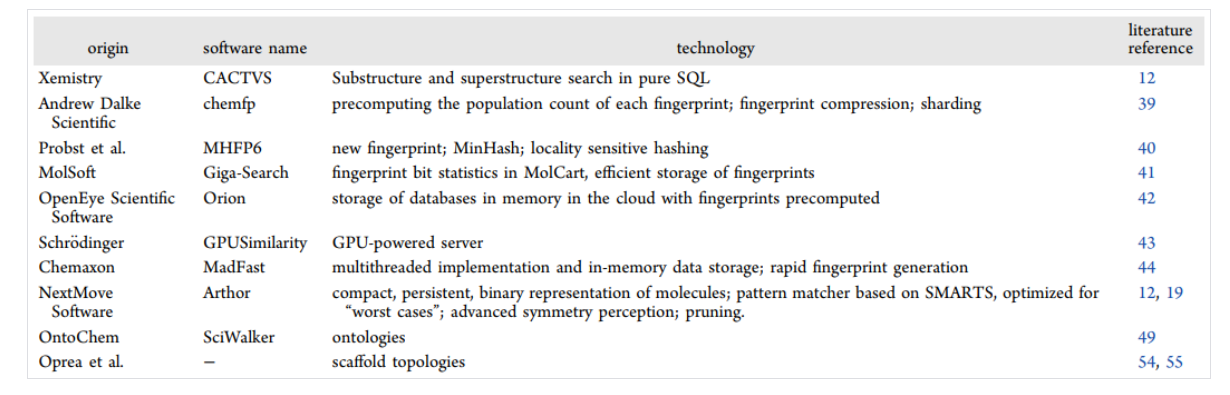 literature
origin software name technology reference
Xemistry CACTVS Substructure and superstructure search in pure SQL 12
Andrew Dalke chemfp precomputing the population count of each fingerprint; fingerprint compression; sharding 39
Scientific
Probst et al. MHFP6 new fingerprint; MinHash; locality sensitive hashing 40
MolSoft Giga-Search fingerprint bit statistics in MolCart, efficient storage of fingerprints 41
OpenEye Scientific Orion storage of databases in memory in the cloud with fingerprints precomputed 42
Software
Schrödinger GPUSimilarity GPU-powered server 43
Chemaxon MadFast multithreaded implementation and in-memory data storage; rapid fingerprint generation 44
NextMove Arthor compact, persistent, binary representation of molecules; pattern matcher based on SMARTS, optimized for 12, 19
Software “worst cases”; advanced symmetry perception; pruning.
OntoChem SciWalker ontologies 49
Oprea et al. − scaffold topologies 54, 55